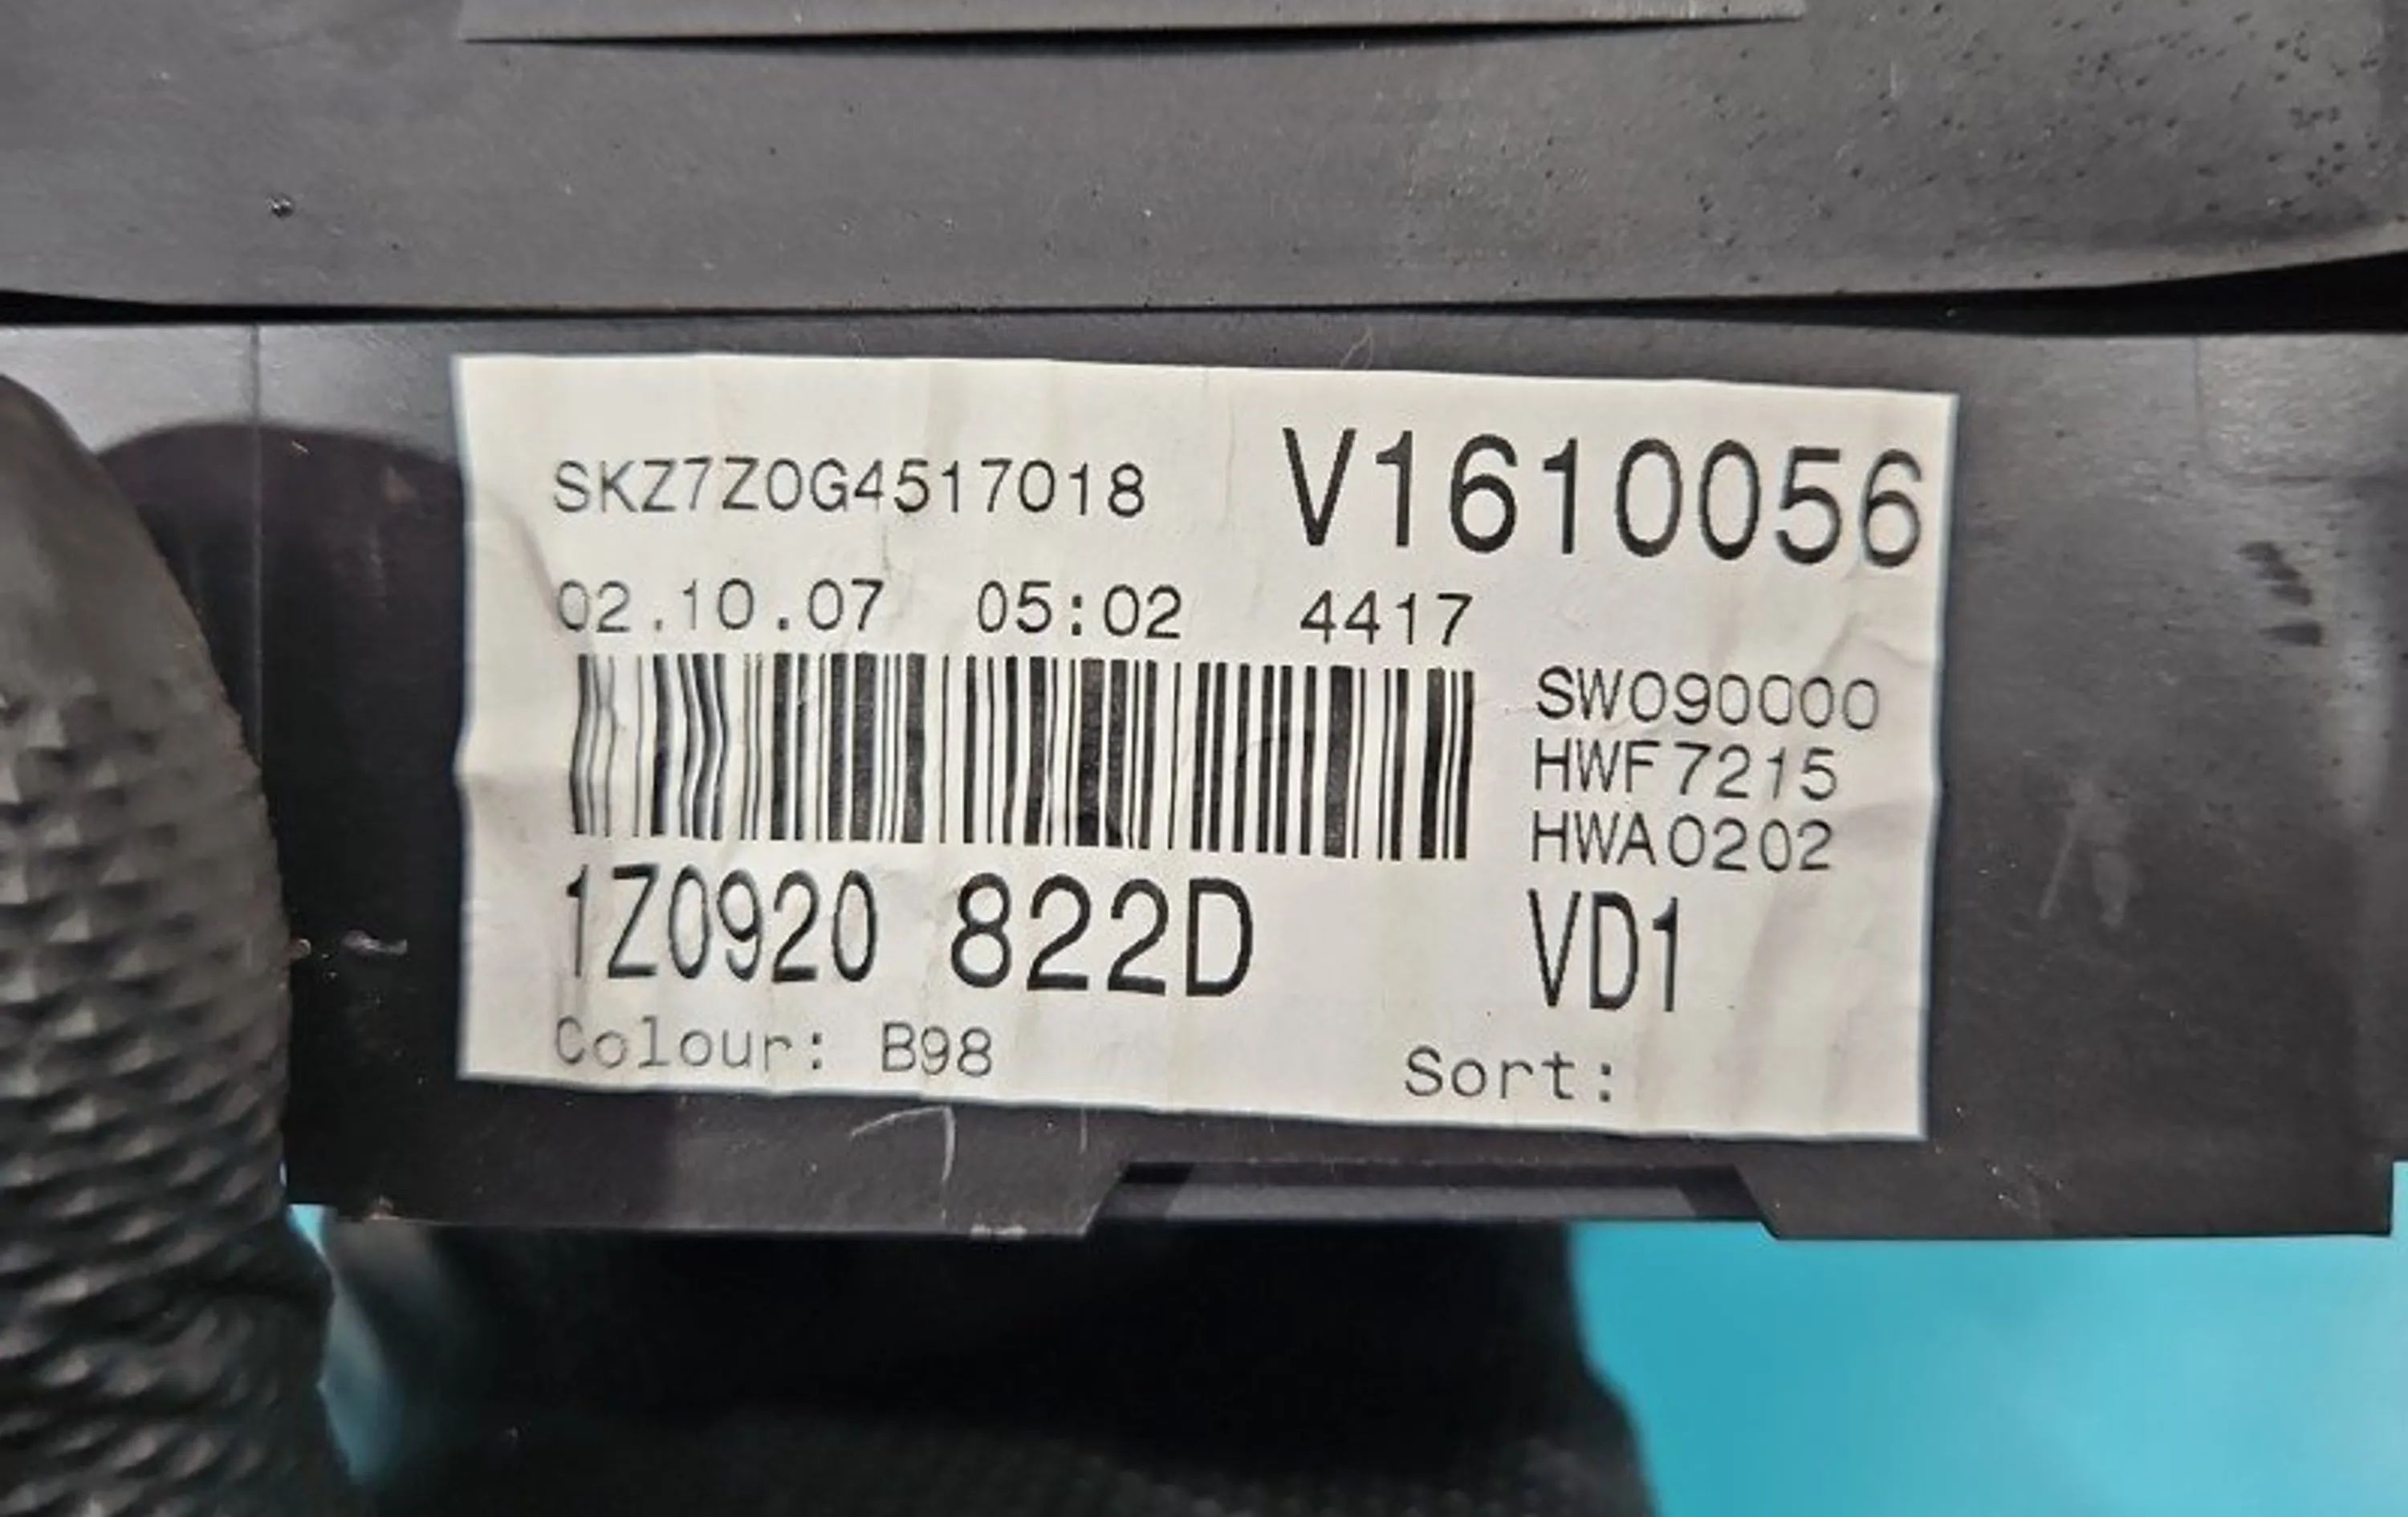 SKZ7Z0G4517018 V1610056
02.10.07 05:02 4417
SW090000
HWF7215
HWA0202
1Z0920 822D VD1
Colour: B98 Sort: